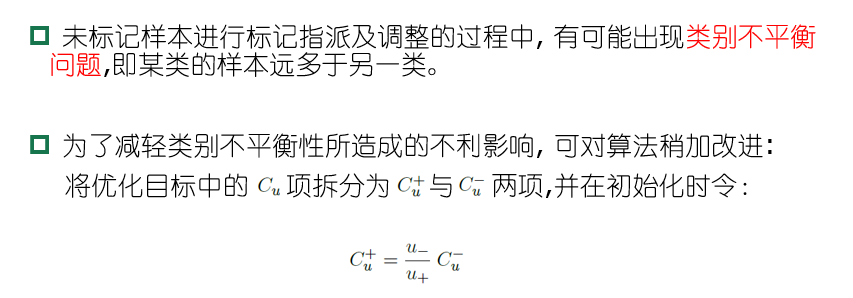 未标记样本进行标记指派及调整的过程中, 有可能出现类别不平衡
问题,即某类的样本远多于另一类。
为了减轻类别不平衡性所造成的不利影响, 可对算法稍加改进:
将优化目标中的 $C_u$ 项拆分为 $C_u^+$ 与 $C_u^-$ 两项,并在初始化时令:
$C_u^+ = \frac{u_-}{u_+} C_u^-$